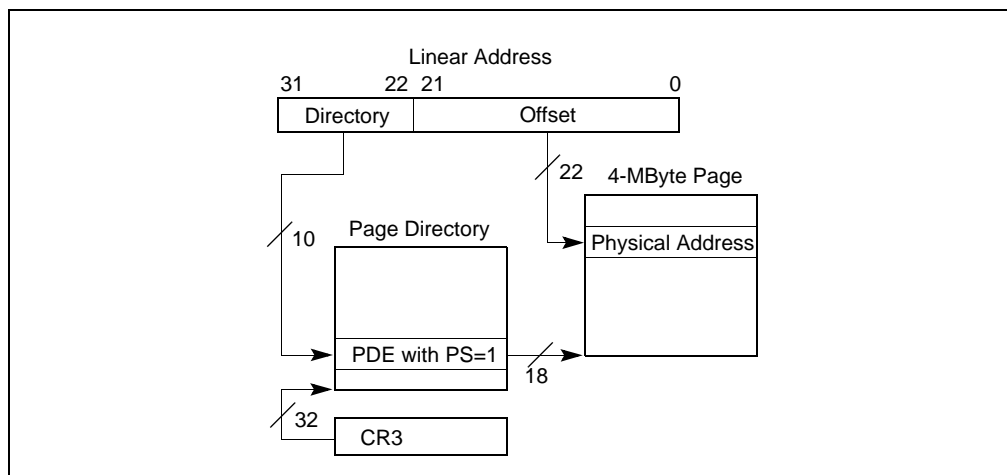 Linear Address
31 22 21 0
Directory Offset
22
4-MByte Page
10
Page Directory
Physical Address
PDE with PS=1
18
32
CR3